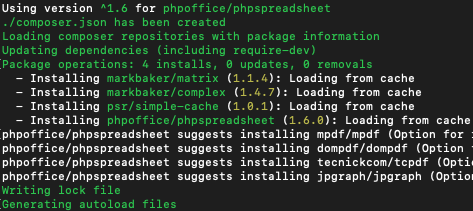 Using version ^1.6 for phpoffice/phpspreadsheet
./composer.json has been created
Loading composer repositories with package information
Updating dependencies (including require-dev)
Package operations: 4 installs, 0 updates, 0 removals
- Installing markbaker/matrix (1.1.4): Loading from cache
- Installing markbaker/complex (1.4.7): Loading from cache
- Installing psr/simple-cache (1.0.1): Loading from cache
- Installing phpoffice/phpspreadsheet (1.6.0): Loading from cache
phpoffice/phpspreadsheet suggests installing mpdf/mpdf (Option for
phpoffice/phpspreadsheet suggests installing dompdf/dompdf (Option
phpoffice/phpspreadsheet suggests installing tecnickcom/tcpdf (Optio
phpoffice/phpspreadsheet suggests installing jpgraph/jpgraph (Option
Writing lock file
Generating autoload files